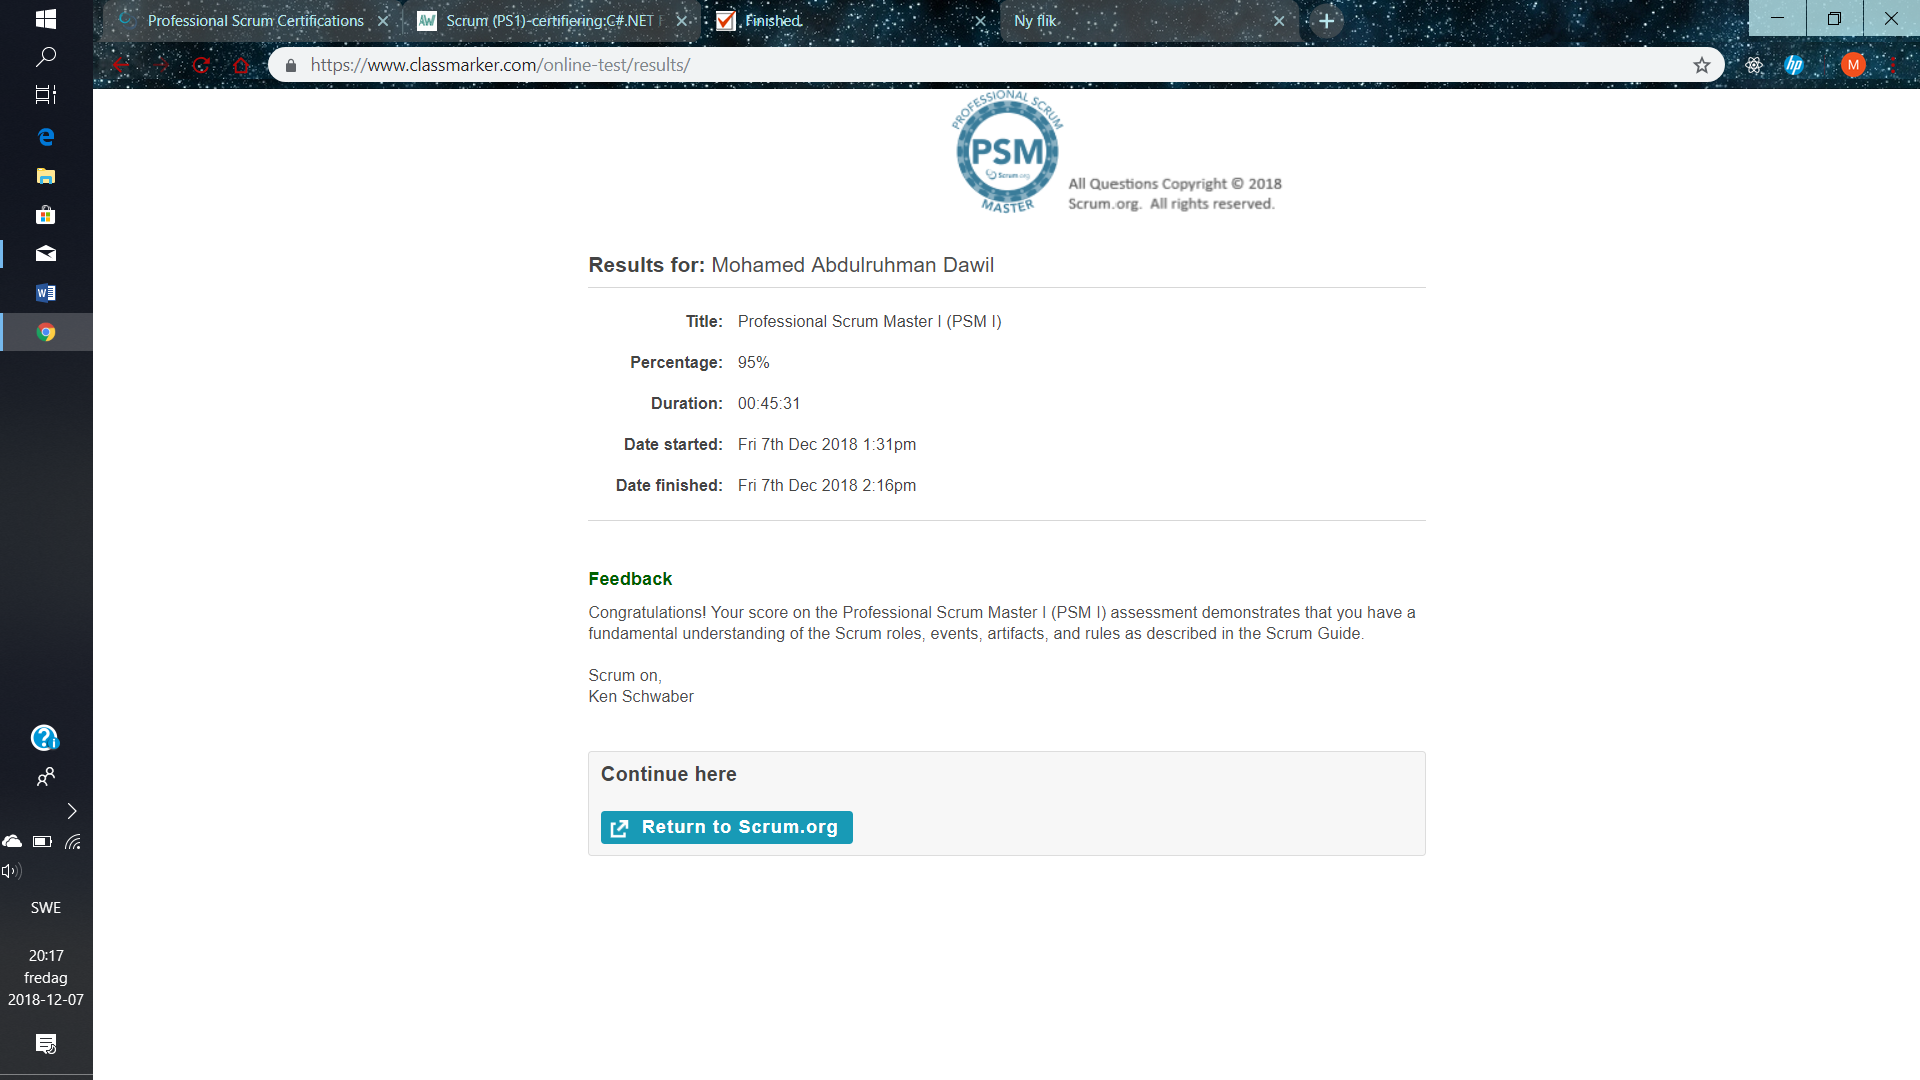 Professional Scrum Certifications
Scrum (PS1)-certifiering:C#.NET
Finished.
Ny flik
https://www.classmarker.com/online-test/results/
hp
M
PROFESSIONAL SCRUM
PSM
Scrum.org
MASTER
All Questions Copyright © 2018
Scrum.org. All rights reserved.
Results for: Mohamed Abdulruhman Dawil
Title: Professional Scrum Master I (PSM I)
Percentage: 95%
Duration: 00:45:31
Date started: Fri 7th Dec 2018 1:31pm
Date finished: Fri 7th Dec 2018 2:16pm
Feedback
Congratulations! Your score on the Professional Scrum Master I (PSM I) assessment demonstrates that you have a
fundamental understanding of the Scrum roles, events, artifacts, and rules as described in the Scrum Guide.
Scrum on,
Ken Schwaber
Continue here
Return to Scrum.org
SWE
20:17
fredag
2018-12-07